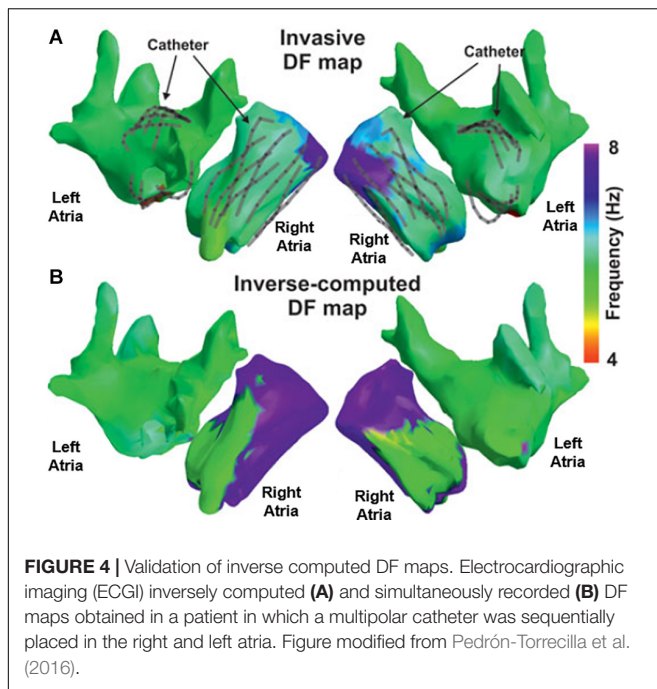 A
Catheter
Invasive
DF map
Catheter
Left
Atria
Right
Atria
Right
Atria
Left
Atria
8
Frequency (Hz)
4
B
Inverse-computed
DF map
Left
Atria
Right
Atria
Right
Atria
Left
Atria
FIGURE 4 | Validation of inverse computed DF maps. Electrocardiographic
imaging (ECGI) inversely computed (A) and simultaneously recorded (B) DF
maps obtained in a patient in which a multipolar catheter was sequentially
placed in the right and left atria. Figure modified from Pedrón-Torrecilla et al.
(2016).